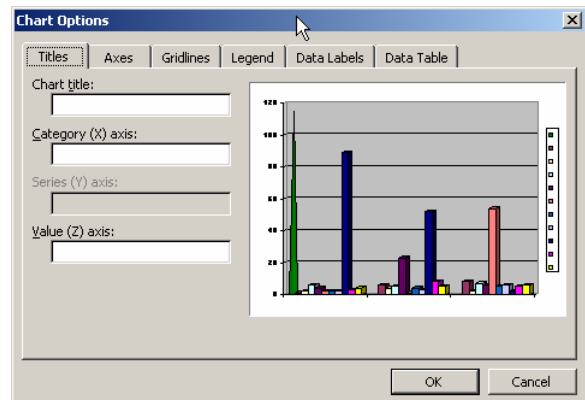 Chart Options
Titles Axes Gridlines Legend Data Labels Data Table
Chart title:
Category (X) axis:
Series (Y) axis:
Value (Z) axis:
120
100
80
60
40
20
0
OK Cancel